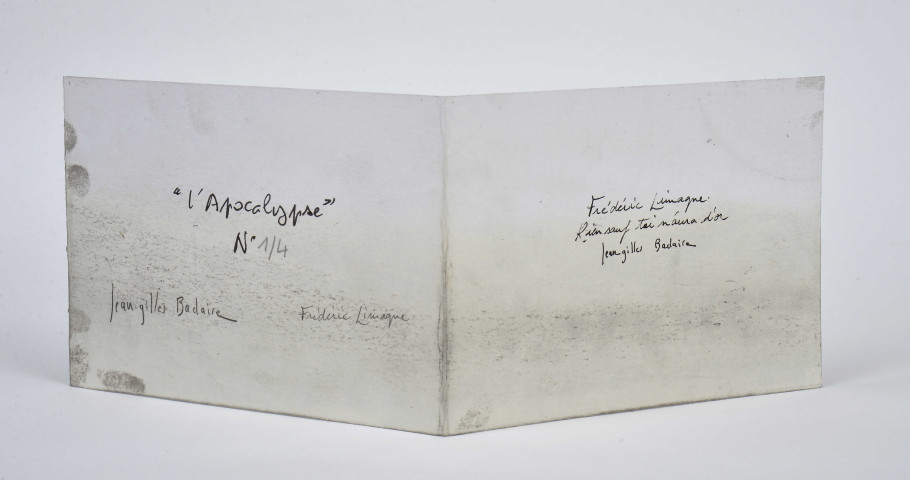 "l'Apocalypse"
N° 1/4
Jean-gilles Badaire
Frédéric Limagne
Frédéric Limagne.
Rien sauf toi n'aura d'or
Jean-gilles Badaire